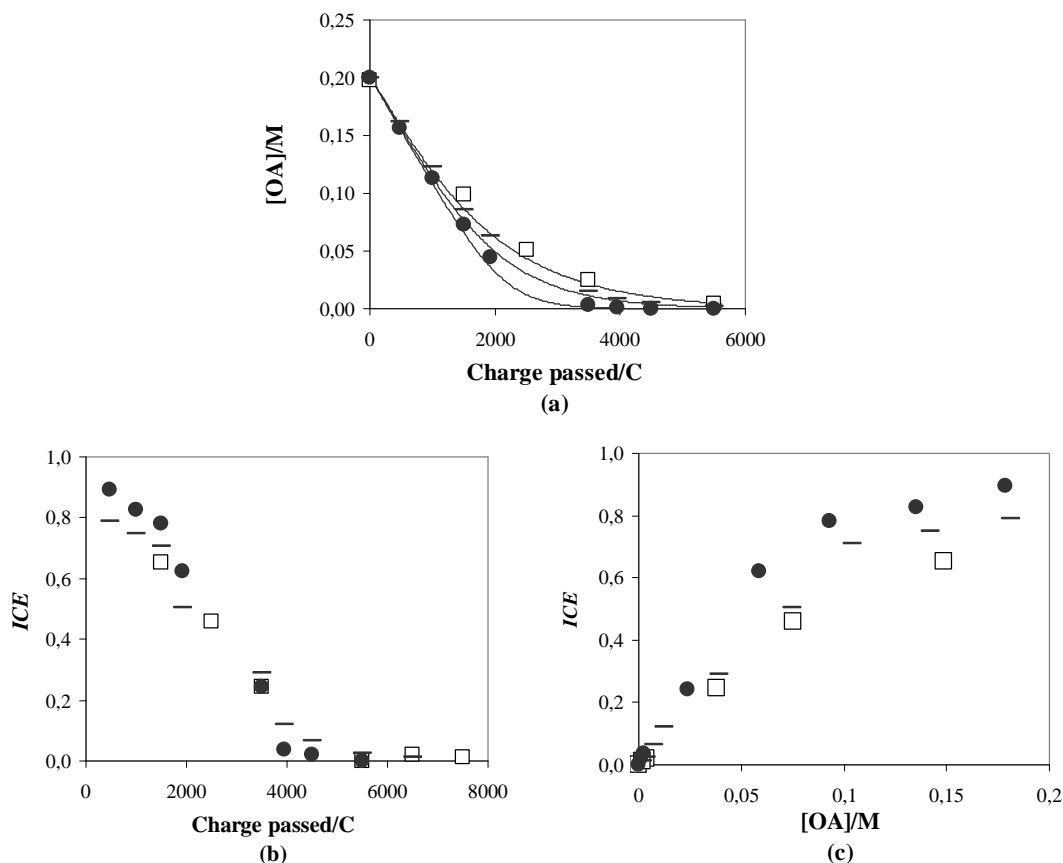 0,25
0,20
0,15
0,10
0,05
0,00
[OA]/M
0 2000 4000 6000
Charge passed/C
(a)
1,0
0,8
0,6
0,4
0,2
0,0
ICE
0 2000 4000 6000 8000
Charge passed/C
(b)
1,0
0,8
0,6
0,4
0,2
0,0
ICE
0 0,05 0,1 0,15 0,2
[OA]/M
(c)